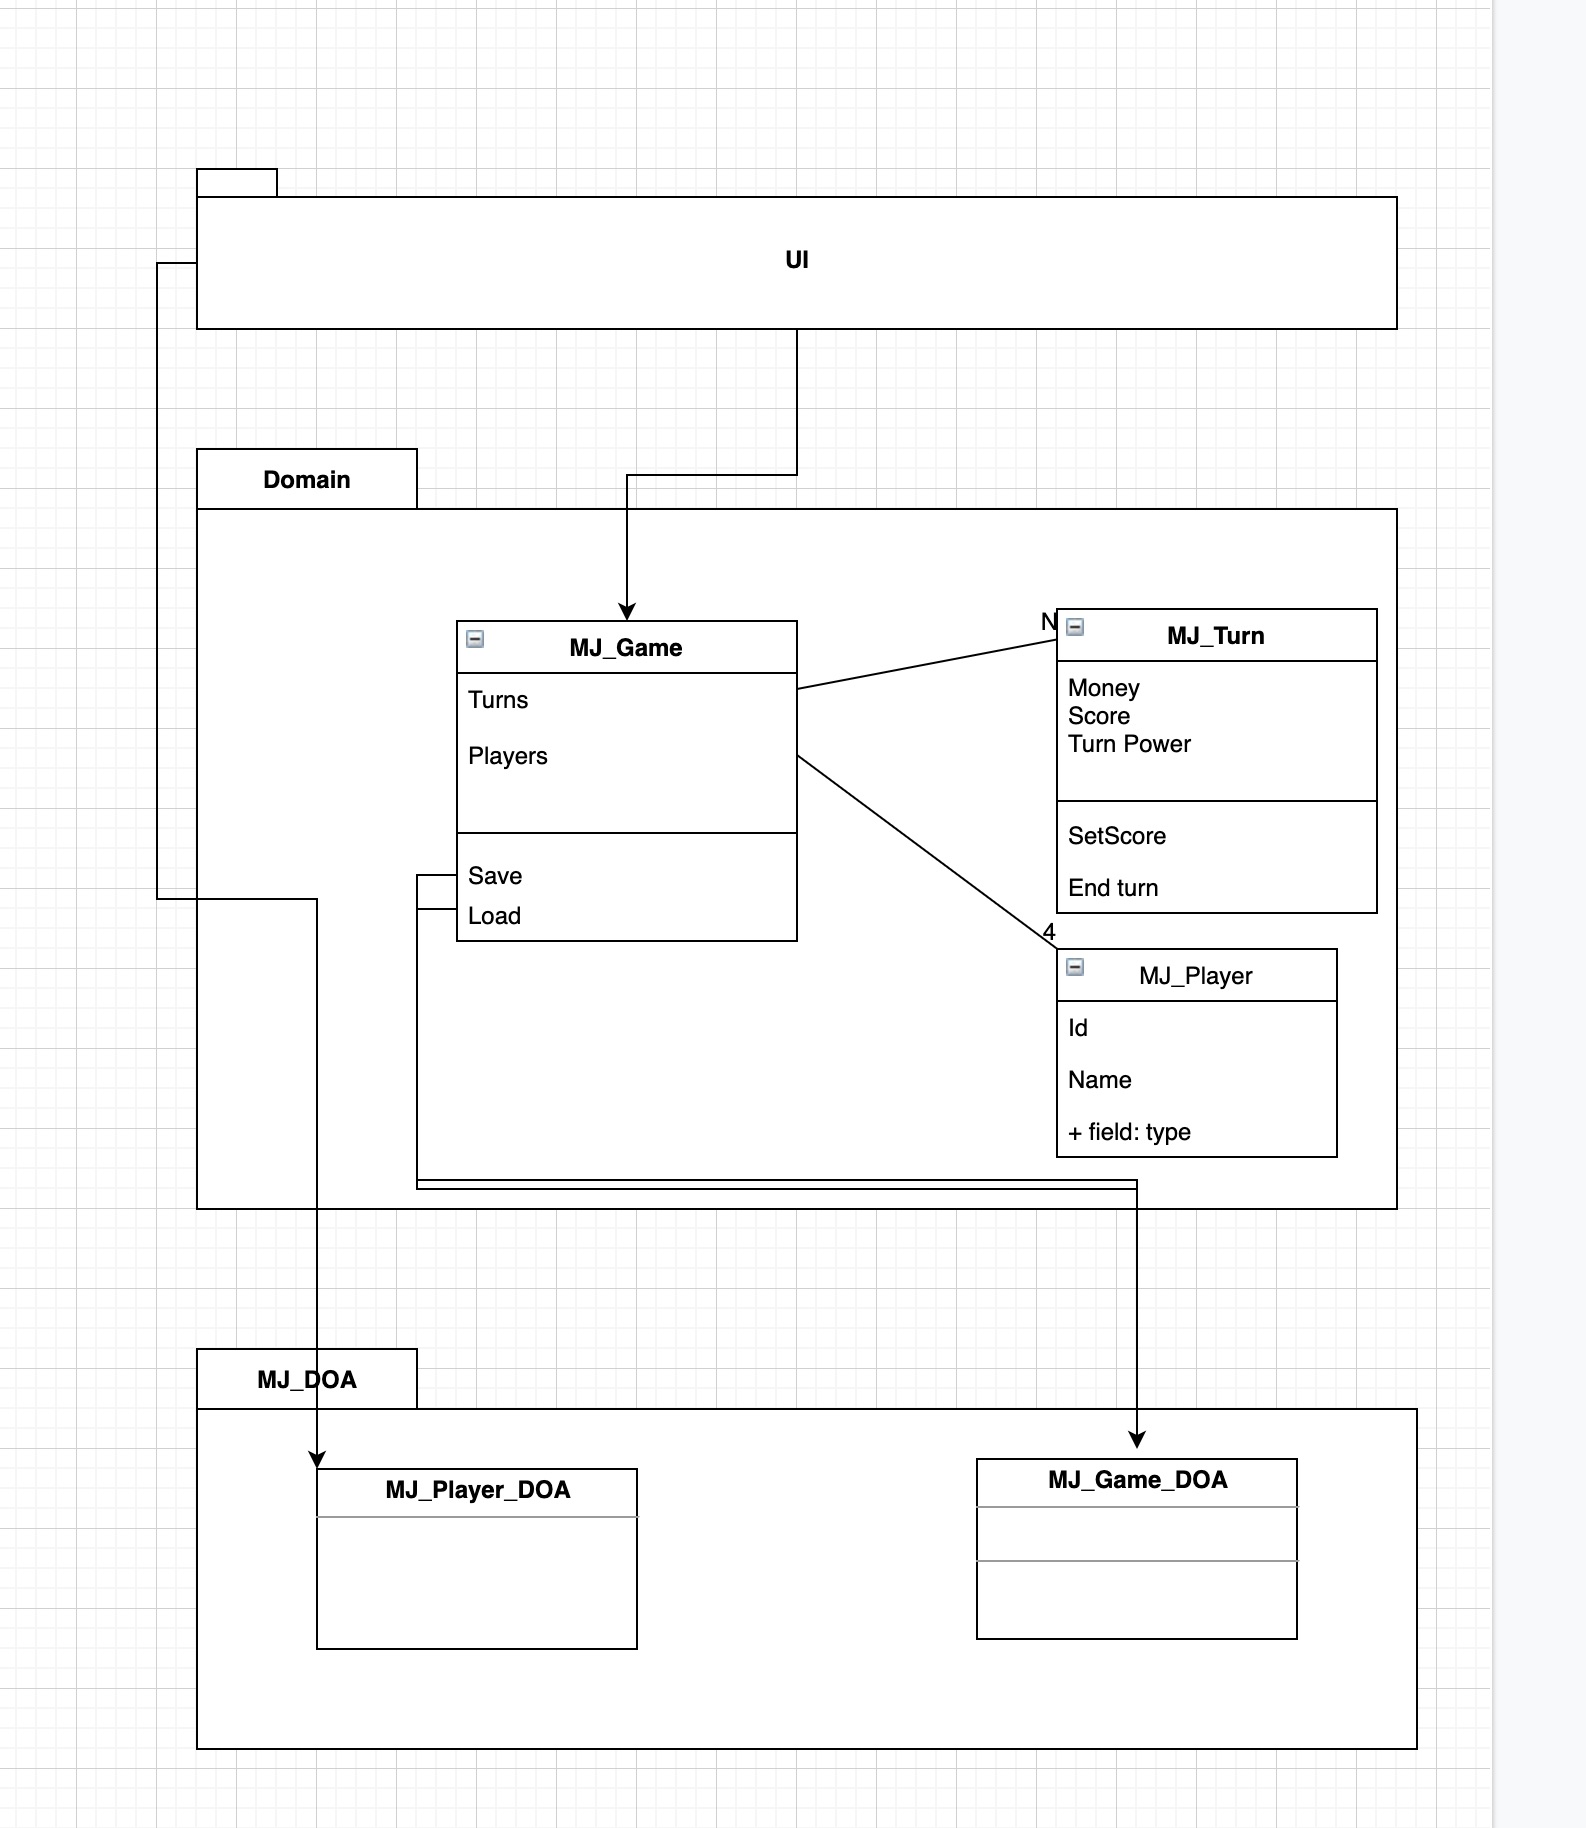 UI
Domain
MJ_Game
Turns
Players
Save
Load
N
MJ_Turn
Money
Score
Turn Power
SetScore
End turn
4
MJ_Player
Id
Name
+ field: type
MJ_DOA
MJ_Player_DOA
MJ_Game_DOA